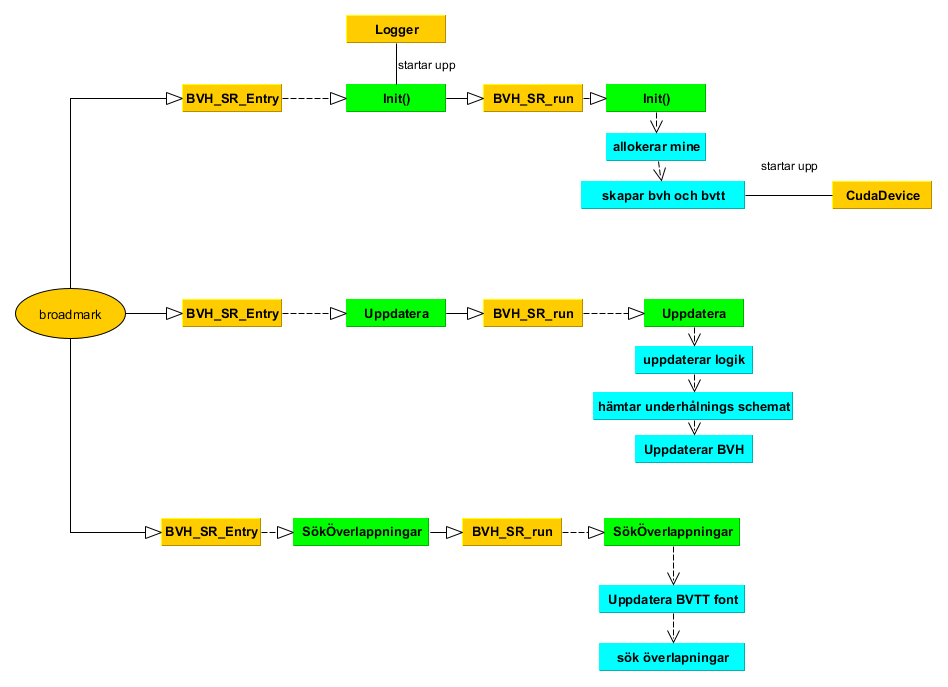 Logger
startar upp
BVH_SR_Entry
Init()
BVH_SR_run
Init()
allokerar mine
startar upp
skapar bvh och bvtt
CudaDevice
broadmark
BVH_SR_Entry
Uppdatera
BVH_SR_run
Uppdatera
uppdaterar logik
hämtar underhålnings schemat
Uppdaterar BVH
BVH_SR_Entry
SökÖverlappningar
BVH_SR_run
SökÖverlappningar
Uppdatera BVTT font
sök överlapningar